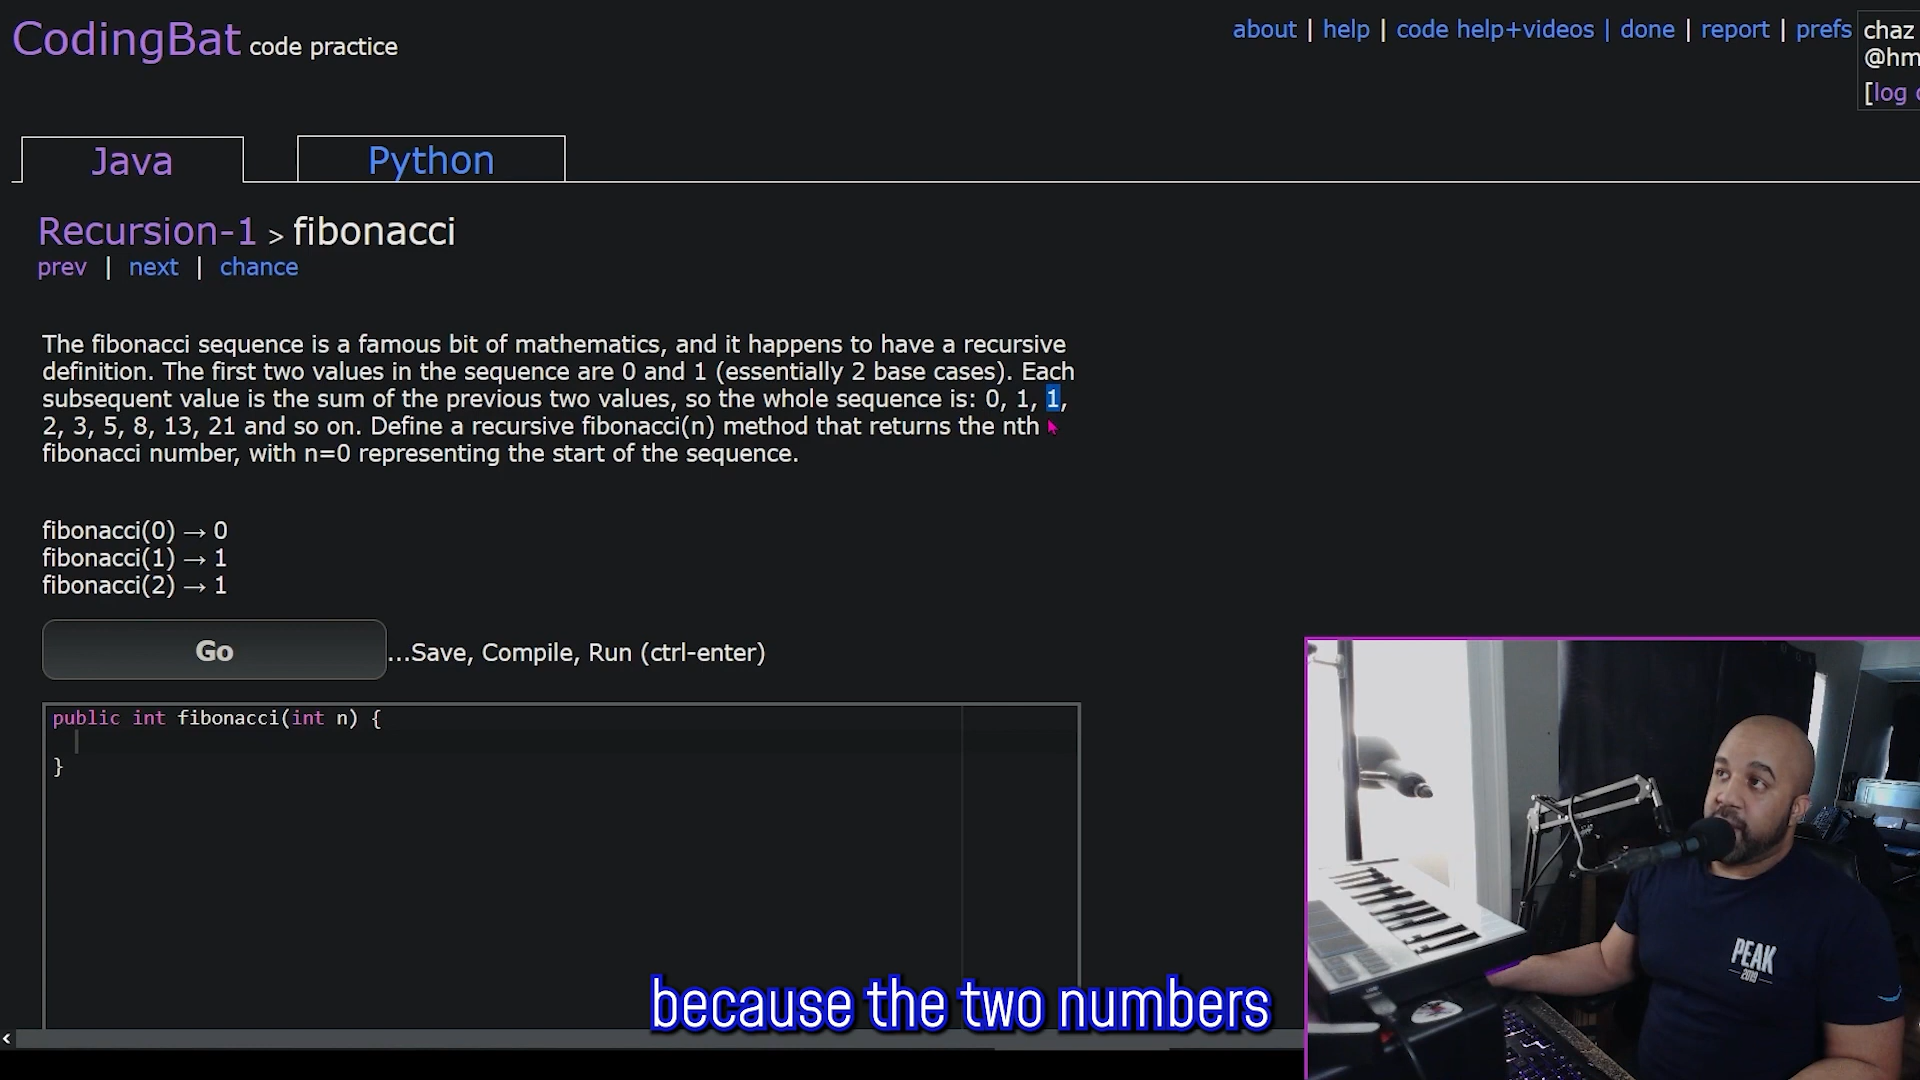 CodingBat code practice
about | help | code help+videos | done | report | prefs
chaz
@hm
[log
Java
Python
Recursion-1 > fibonacci
prev | next | chance
The fibonacci sequence is a famous bit of mathematics, and it happens to have a recursive
definition. The first two values in the sequence are 0 and 1 (essentially 2 base cases). Each
subsequent value is the sum of the previous two values, so the whole sequence is: 0, 1, 1,
2, 3, 5, 8, 13, 21 and so on. Define a recursive fibonacci(n) method that returns the nth
fibonacci number, with n=0 representing the start of the sequence.
fibonacci(0) → 0
fibonacci(1) → 1
fibonacci(2) → 1
Go
...Save, Compile, Run (ctrl-enter)
public int fibonacci(int n) {
}
PEAK
2019
because the two numbers